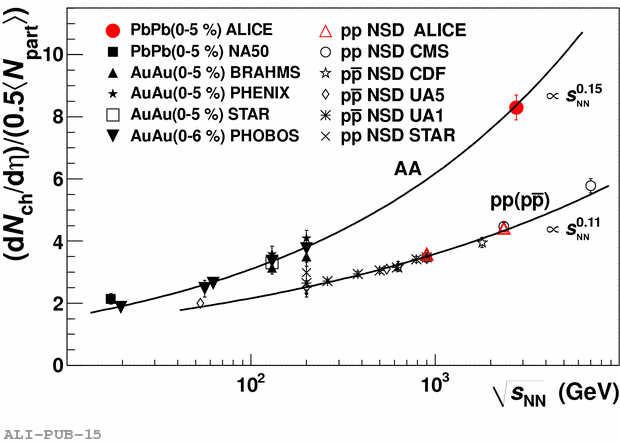 (dN_ch/dη)/(0.5⟨N_part⟩)
PbPb(0-5 %) ALICE
PbPb(0-5 %) NA50
AuAu(0-5 %) BRAHMS
AuAu(0-5 %) PHENIX
AuAu(0-5 %) STAR
AuAu(0-6 %) PHOBOS
pp NSD ALICE
pp NSD CMS
pp̅ NSD CDF
pp̅ NSD UA5
pp̅ NSD UA1
pp NSD STAR
∝ s_NN^0.15
AA
pp(pp̅)
∝ s_NN^0.11
10
8
6
4
2
0
10²
10³
√s_NN (GeV)
ALI-PUB-15